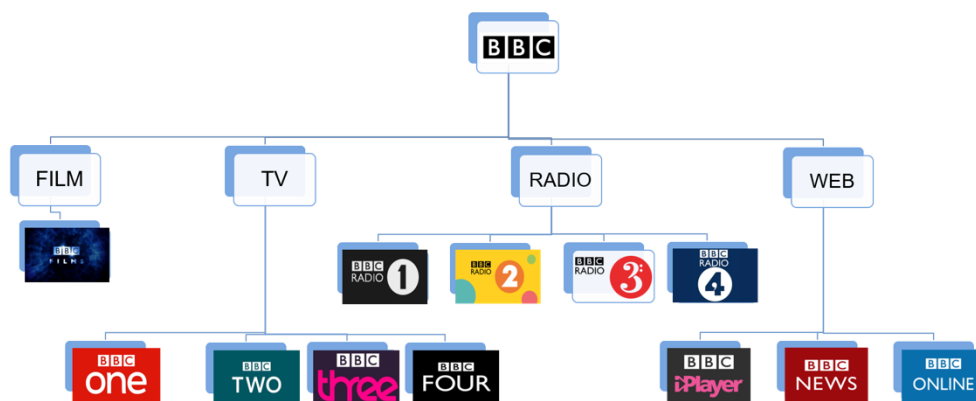 BBC
FILM
TV
RADIO
WEB
BBC
FILMS
BBC
RADIO
1
BBC
RADIO
2
BBC
RADIO
3
BBC
RADIO
4
BBC
one
BBC
TWO
BBC
three
BBC
FOUR
BBC
iPlayer
BBC
NEWS
BBC
ONLINE